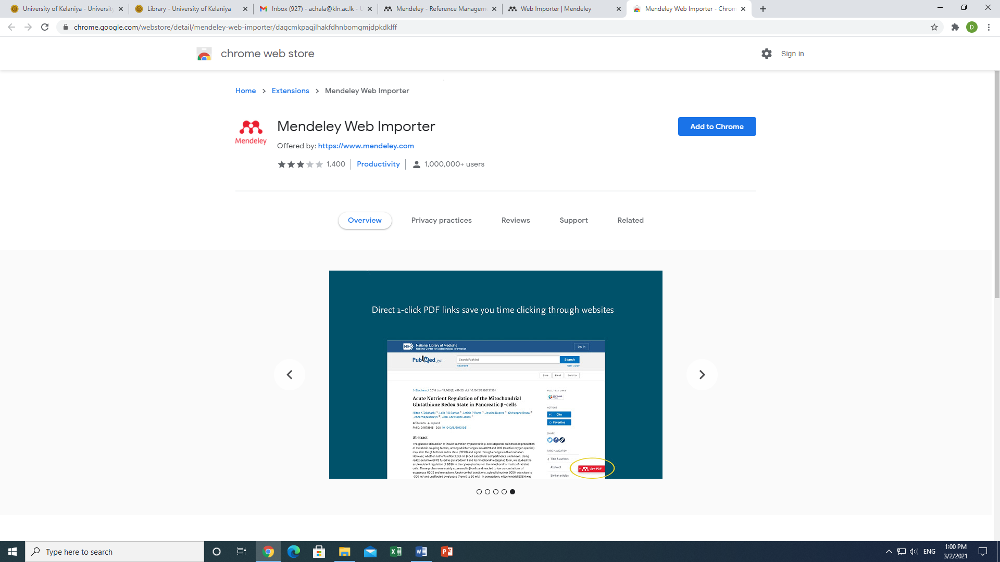 University of Kelaniya - Universit
Library - University of Kelaniya
Inbox (927) - achala@kln.ac.lk - U
Mendeley - Reference Managem
Web Importer | Mendeley
Mendeley Web Importer - Chrom
chrome.google.com/webstore/detail/mendeley-web-importer/dagcmkpagjlhakfdhnbomgmjdpkdklff
D
chrome web store
Sign in
Home > Extensions > Mendeley Web Importer
Mendeley
Mendeley Web Importer
Add to Chrome
Offered by: https://www.mendeley.com
1,400 | Productivity | 1,000,000+ users
Overview
Privacy practices
Reviews
Support
Related
Direct 1-click PDF links save you time clicking through websites
NIH National Library of Medicine
National Center for Biotechnology Information
Log in
PubMed.gov
Search PubMed
Search
Advanced
User Guide
Save
Email
Send to
> Biochem J. 2014 Jun 15;460(3):411-23. doi: 10.1042/BJ20131361.
Acute Nutrient Regulation of the Mitochondrial
Glutathione Redox State in Pancreatic β-cells
Hilton K Takahashi 1, Laila R B Santos 1, Leticia P Roma 1, Jessica Duprez 1, Christophe Broca 2
, Anne Wojtusciszyn 2, Jean-Christophe Jonas 1
Affiliations + expand
PMID: 24678915 DOI: 10.1042/BJ20131361
Abstract
The glucose stimulation of insulin secretion by pancreatic β-cells depends on increased production
of metabolic coupling factors, among which changes in NADPH and ROS (reactive oxygen species)
may alter the glutathione redox state (EGSH) and signal through changes in thiol oxidation.
However, whether nutrients affect EGSH in β-cell subcellular compartments is unknown. Using
redox-sensitive GFP2 fused to glutaredoxin 1 and its mitochondria-targeted form, we studied the
acute nutrient regulation of EGSH in the cytosol/nucleus or the mitochondrial matrix of rat islet
cells. These probes were mainly expressed in β-cells and reacted to low concentrations of
exogenous H2O2 and menadione. Under control conditions, cytosolic/nuclear EGSH was close to
-300 mV and unaffected by glucose (from 0 to 30 mM). In comparison, mitochondrial EGSH was
FULL TEXT LINKS
PORTLAND
PRESS
ACTIONS
Cite
Favorites
SHARE
PAGE NAVIGATION
< Title & authors
Abstract
Similar articles
View PDF
Type here to search
ENG
1:00 PM
3/2/2021